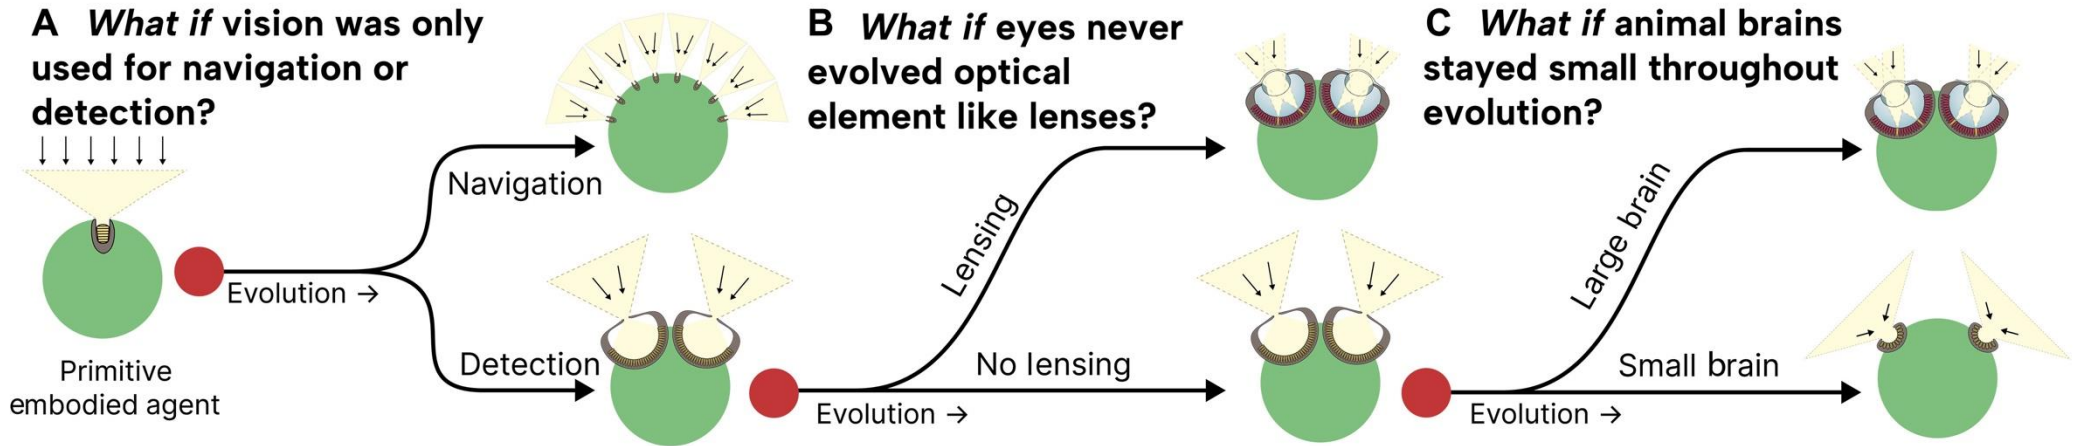 A What if vision was only
used for navigation or
detection?
Navigation
Evolution →
Detection
Primitive
embodied agent
B What if eyes never
evolved optical
element like lenses?
Lensing
No lensing
Evolution →
C What if animal brains
stayed small throughout
evolution?
Large brain
Small brain
Evolution →